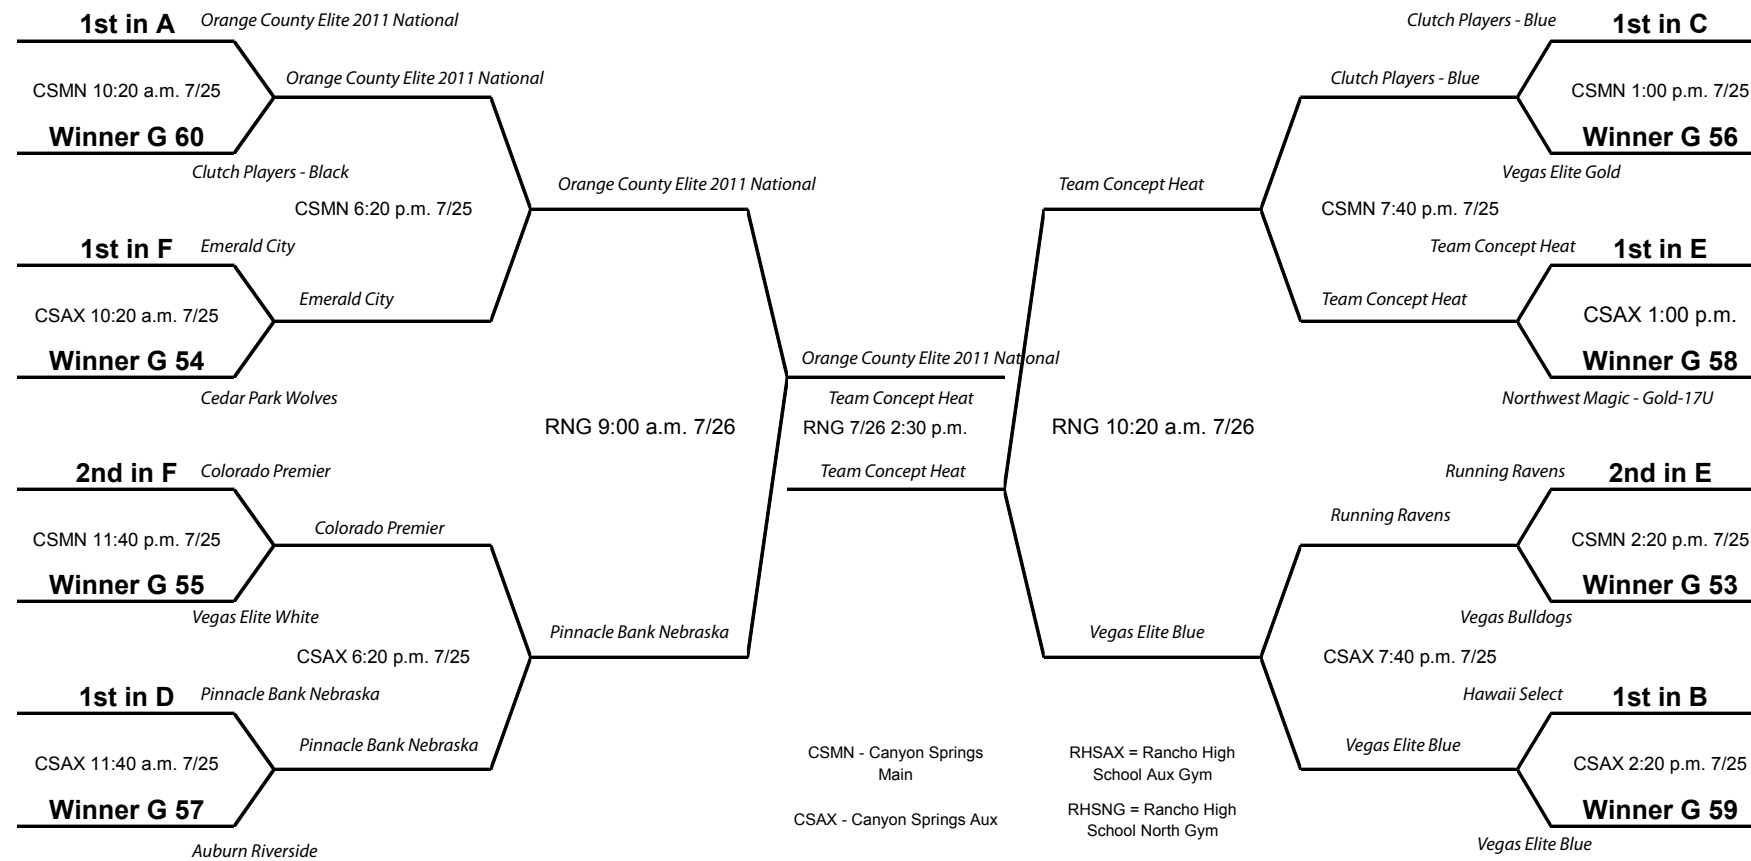 1st in A Orange County Elite 2011 National
Clutch Players - Blue 1st in C
Orange County Elite 2011 National
Clutch Players - Blue
CSMN 10:20 a.m. 7/25
CSMN 1:00 p.m. 7/25
Winner G 60
Winner G 56
Clutch Players - Black
Vegas Elite Gold
Orange County Elite 2011 National
Team Concept Heat
CSMN 6:20 p.m. 7/25
CSMN 7:40 p.m. 7/25
1st in F Emerald City
Team Concept Heat 1st in E
Emerald City
Team Concept Heat
CSAX 10:20 a.m. 7/25
CSAX 1:00 p.m.
Winner G 54
Orange County Elite 2011 National
Winner G 58
Cedar Park Wolves
Team Concept Heat
Northwest Magic - Gold-17U
RNG 9:00 a.m. 7/26
RNG 7/26 2:30 p.m.
RNG 10:20 a.m. 7/26
2nd in F Colorado Premier
Team Concept Heat
Running Ravens 2nd in E
Colorado Premier
Running Ravens
CSMN 11:40 p.m. 7/25
CSMN 2:20 p.m. 7/25
Winner G 55
Winner G 53
Vegas Elite White
Vegas Bulldogs
Pinnacle Bank Nebraska
Vegas Elite Blue
CSAX 6:20 p.m. 7/25
CSAX 7:40 p.m. 7/25
1st in D Pinnacle Bank Nebraska
Hawaii Select 1st in B
Pinnacle Bank Nebraska
Vegas Elite Blue
CSAX 11:40 a.m. 7/25
CSAX 2:20 p.m. 7/25
CSMN - Canyon Springs
Main
RHSAX = Rancho High
School Aux Gym
Winner G 57
CSAX - Canyon Springs Aux
RHSNG = Rancho High
School North Gym
Winner G 59
Auburn Riverside
Vegas Elite Blue